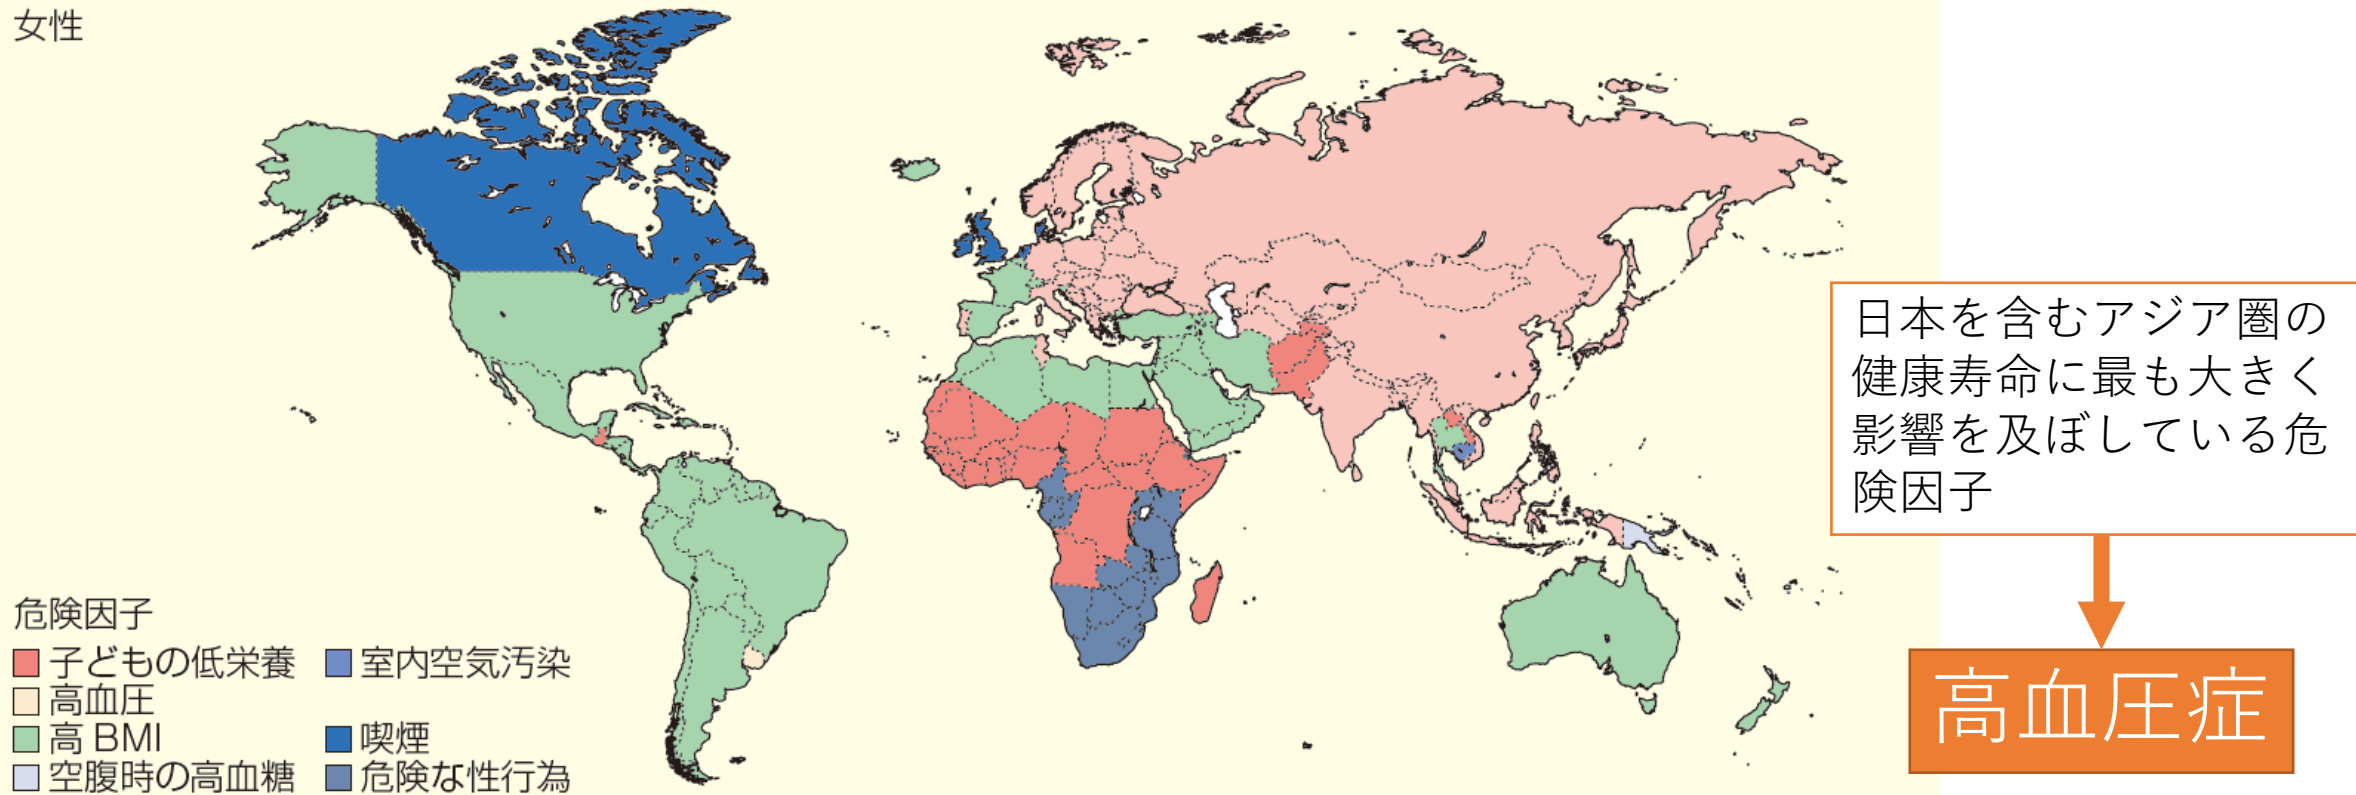 女性
日本を含むアジア圏の
健康寿命に最も大きく
影響を及ぼしている危
険因子
高血圧症
危険因子
子どもの低栄養
室内空気汚染
高血圧
高 BMI
喫煙
空腹時の高血糖
危険な性行為